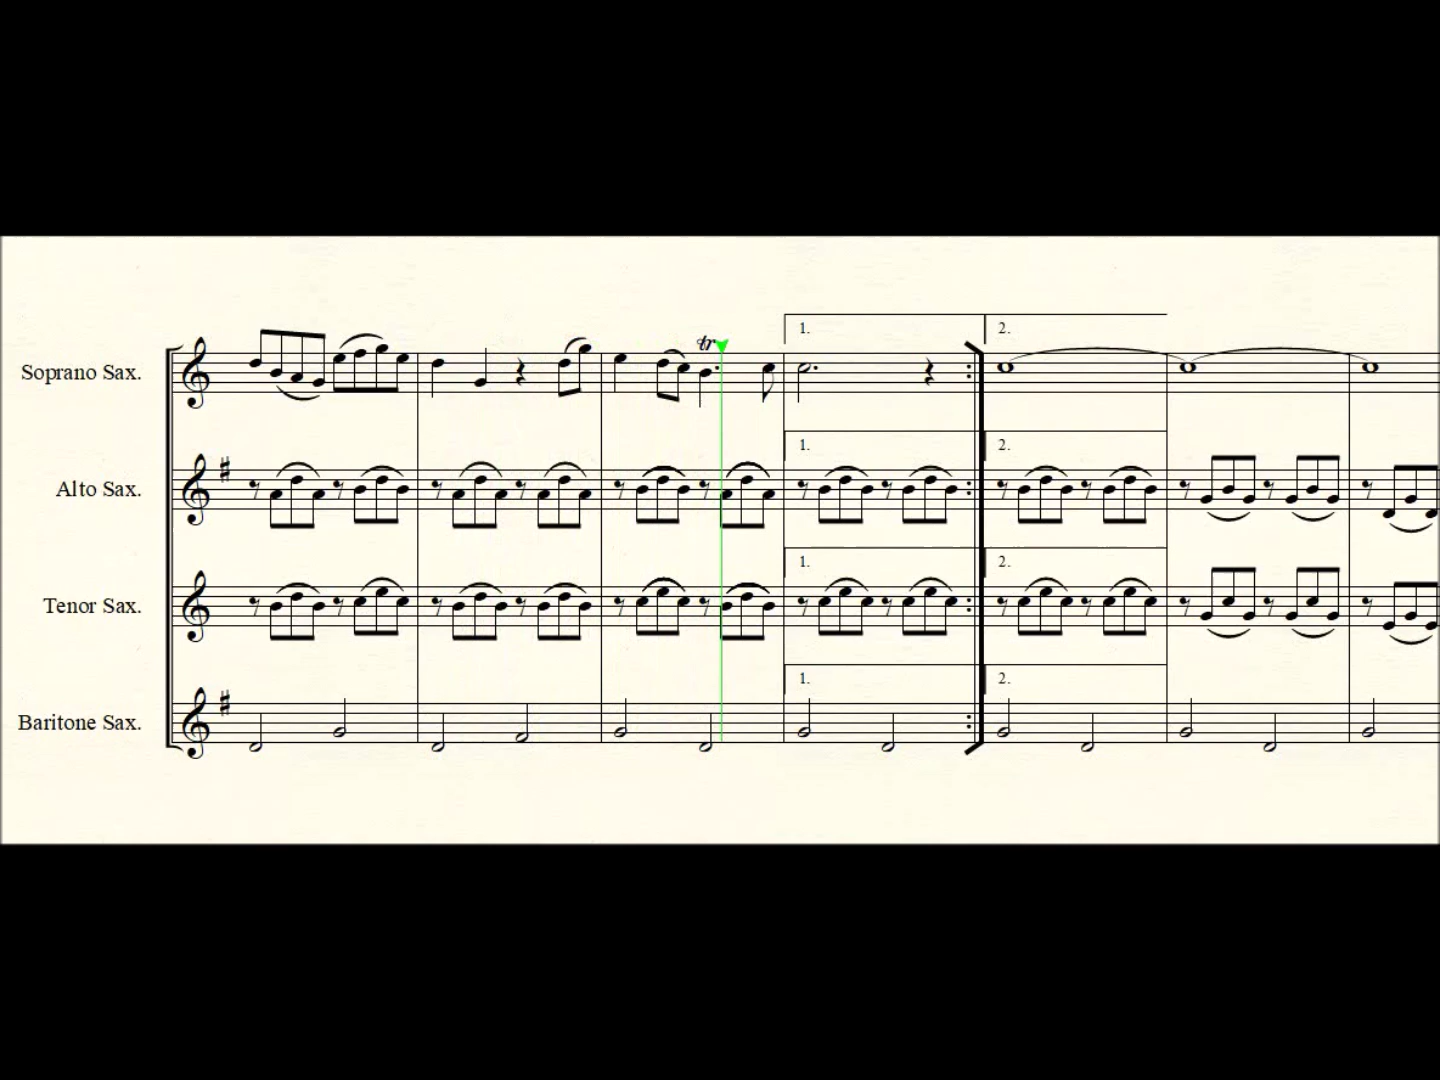 tr
1. 2.
Soprano Sax.
1. 2.
Alto Sax.
1. 2.
Tenor Sax.
1. 2.
Baritone Sax.